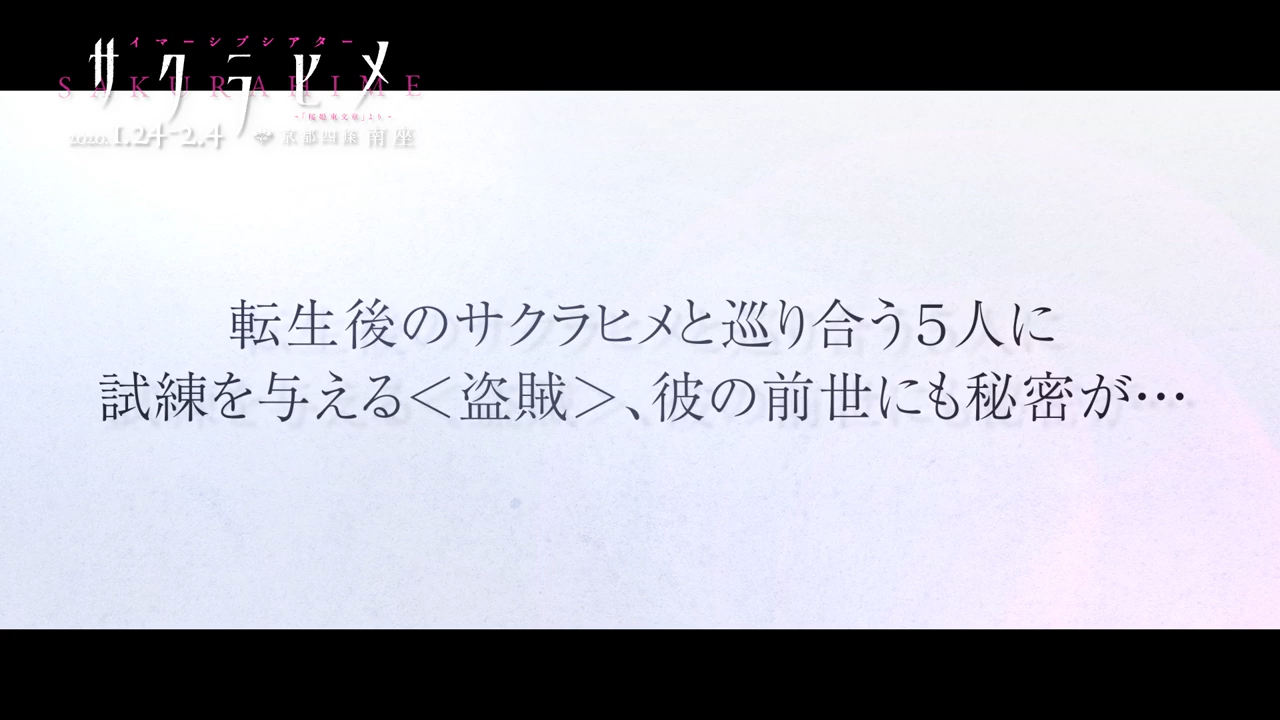 イマーシブシアター
サクラヒメ
SAKURAHIME
～「桜姫東文章」より～
2020.1.24-2.4 京都四條 南座
転生後のサクラヒメと巡り合う5人に
試練を与える＜盗賊＞、彼の前世にも秘密が…